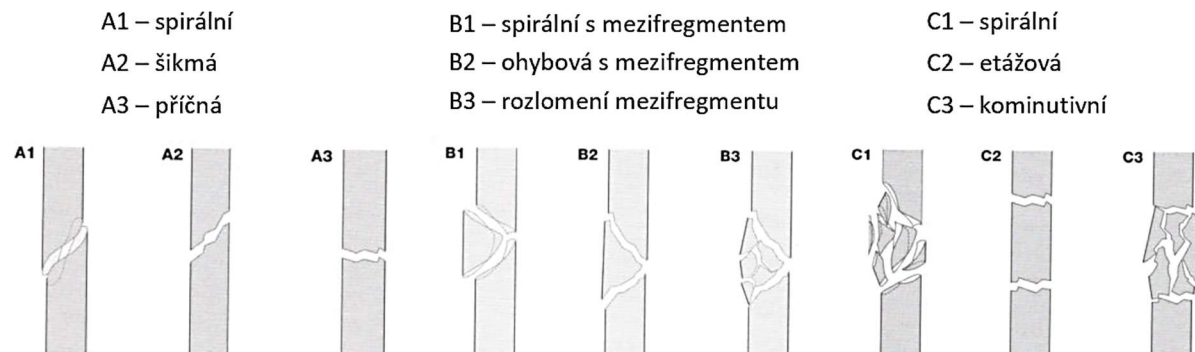 A1 – spirální
A2 – šikmá
A3 – příčná
B1 – spirální s mezifregmentem
B2 – ohybová s mezifregmentem
B3 – rozlomení mezifregmentu
C1 – spirální
C2 – etážová
C3 – kominutivní
A1
A2
A3
B1
B2
B3
C1
C2
C3